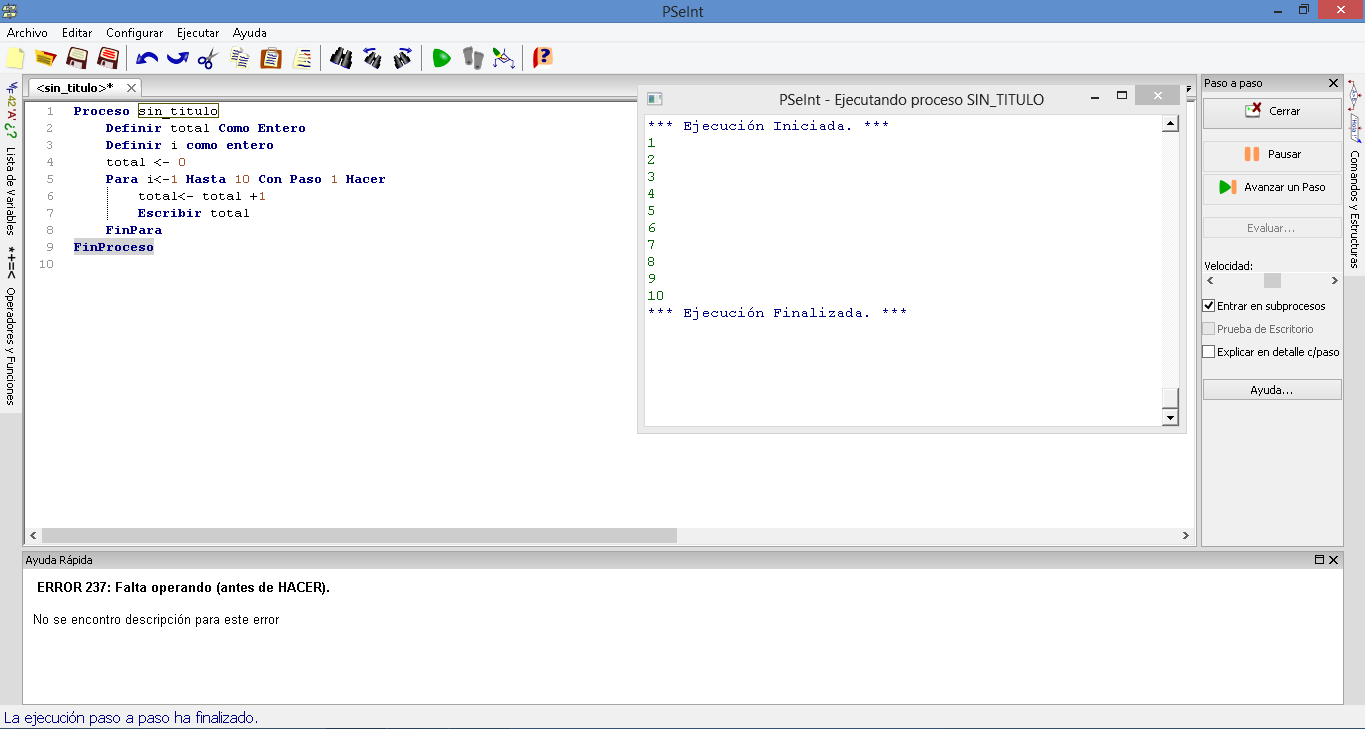 PSeInt
Archivo Editar Configurar Ejecutar Ayuda
<sin_titulo>*
1 Proceso sin_titulo
2 Definir total Como Entero
3 Definir i como entero
4 total <- 0
5 Para i<-1 Hasta 10 Con Paso 1 Hacer
6 total<- total +1
7 Escribir total
8 FinPara
9 FinProceso
10
PSeInt - Ejecutando proceso SIN_TITULO
*** Ejecución Iniciada. ***
1
2
3
4
5
6
7
8
9
10
*** Ejecución Finalizada. ***
Paso a paso
Cerrar
Pausar
Avanzar un Paso
Evaluar...
Velocidad:
Entrar en subprocesos
Prueba de Escritorio
Explicar en detalle c/paso
Ayuda...
Lista de Variables
*+=< Operadores y Funciones
Comandos y Estructuras
Ayuda Rápida
ERROR 237: Falta operando (antes de HACER).
No se encontro descripción para este error
La ejecución paso a paso ha finalizado.